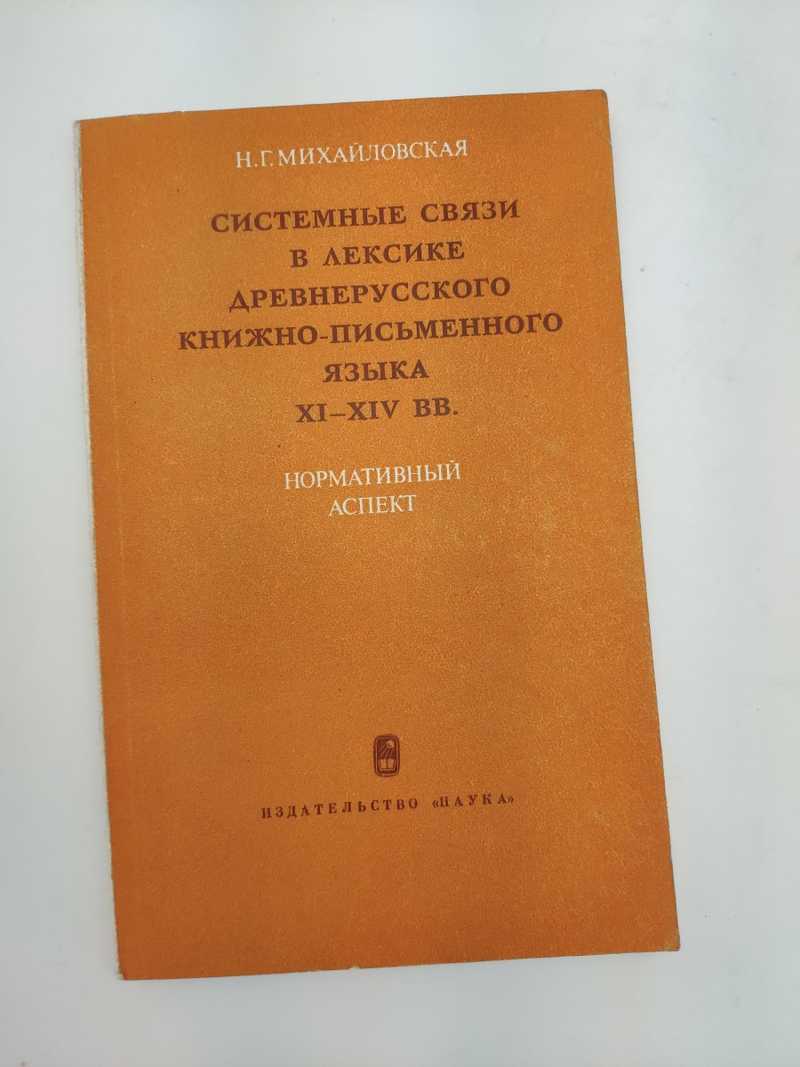 Н. Г. МИХАЙЛОВСКАЯ
СИСТЕМНЫЕ СВЯЗИ
В ЛЕКСИКЕ
ДРЕВНЕРУССКОГО
КНИЖНО-ПИСЬМЕННОГО
ЯЗЫКА
XI–XIV ВВ.
НОРМАТИВНЫЙ
АСПЕКТ
ИЗДАТЕЛЬСТВО «НАУКА»